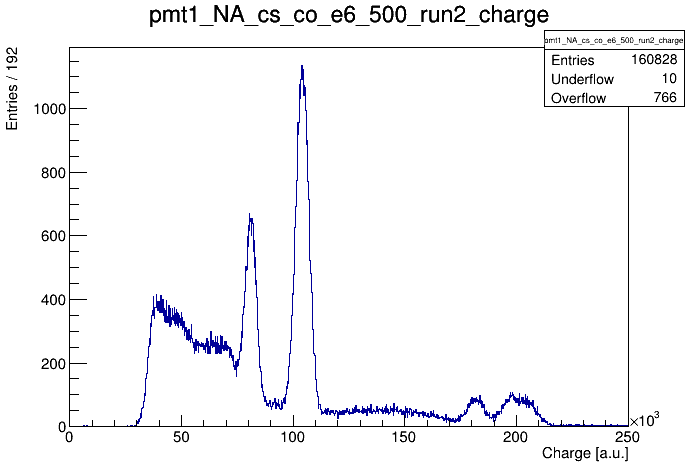 pmt1_NA_cs_co_e6_500_run2_charge
pmt1_NA_cs_co_e6_500_run2_charge
Entries 160828
Underflow 10
Overflow 766
Entries / 192
1000
800
600
400
200
0
0 50 100 150 200 250
×10³
Charge [a.u.]